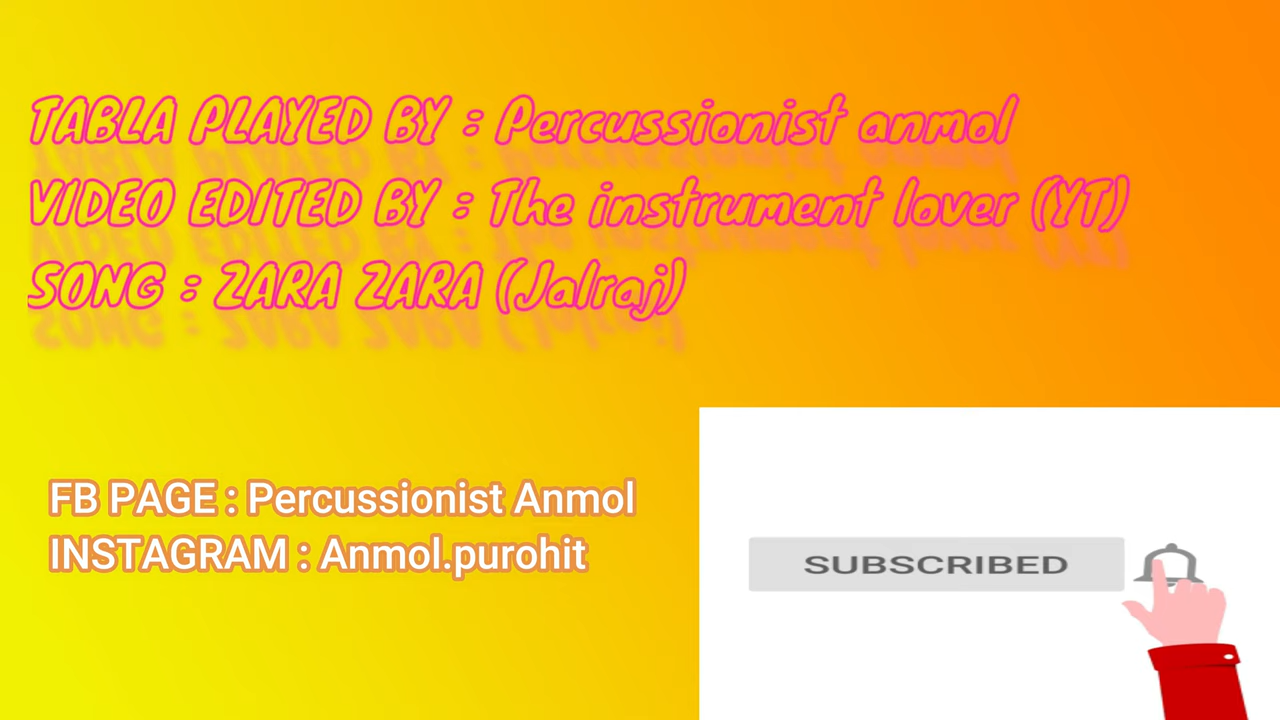 TABLA PLAYED BY : Percussionist anmol
VIDEO EDITED BY : The instrument lover (YT)
SONG : ZARA ZARA (Jalraj)
FB PAGE : Percussionist Anmol
INSTAGRAM : Anmol.purohit
SUBSCRIBED